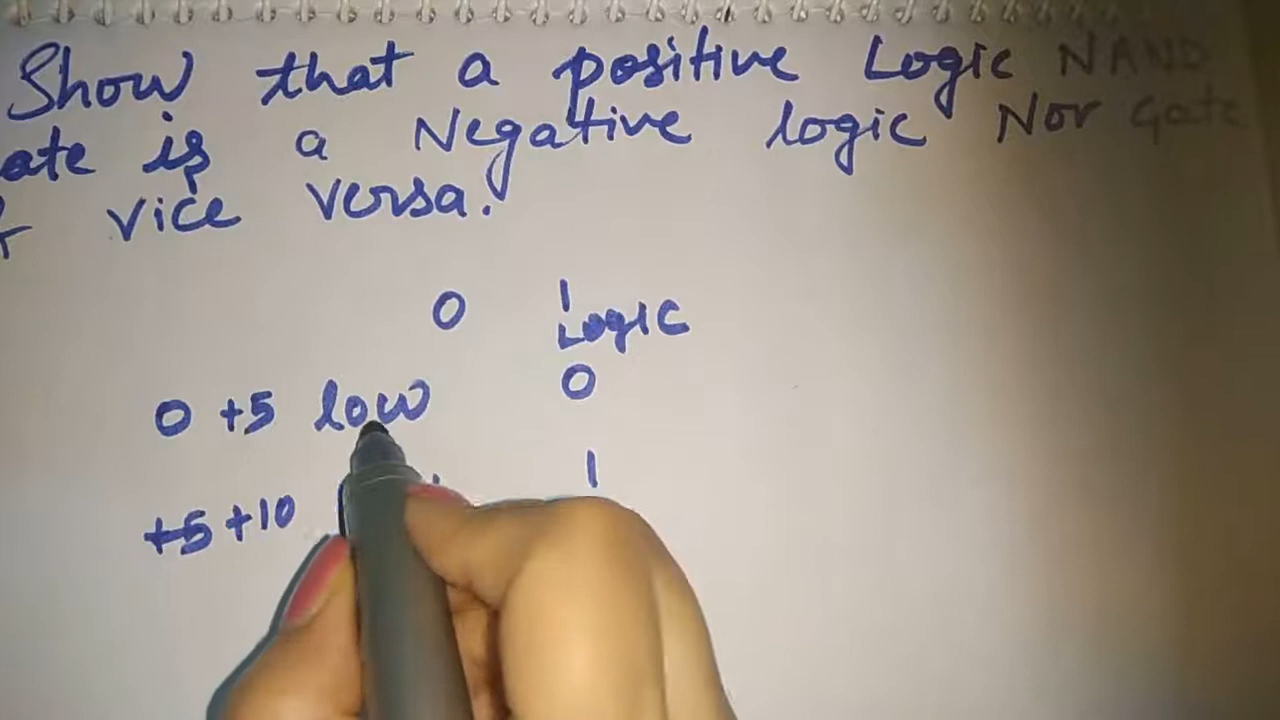 Show that a positive Logic NAND
ate is a Negative logic Nor Gate
vice versa.
0 1
Logic
0 +5 low 0
+5 +10 1